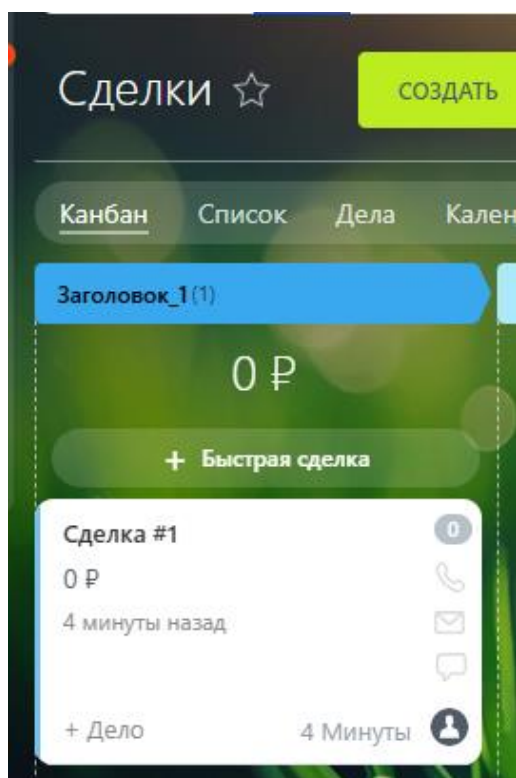 Сделки
СОЗДАТЬ
Канбан Список Дела Кален
Заголовок_1 (1)
0 ₽
+ Быстрая сделка
Сделка #1
0
0 ₽
4 минуты назад
+ Дело 4 Минуты